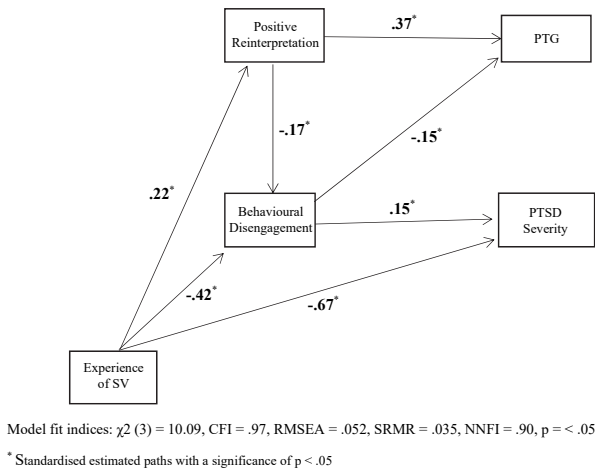 Positive
Reinterpretation
.37*
PTG
-.17*
-.15*
.22*
Behavioural
Disengagement
.15*
PTSD
Severity
-.42*
-.67*
Experience
of SV
Model fit indices: χ2 (3) = 10.09, CFI = .97, RMSEA = .052, SRMR = .035, NNFI = .90, p = < .05
* Standardised estimated paths with a significance of p < .05